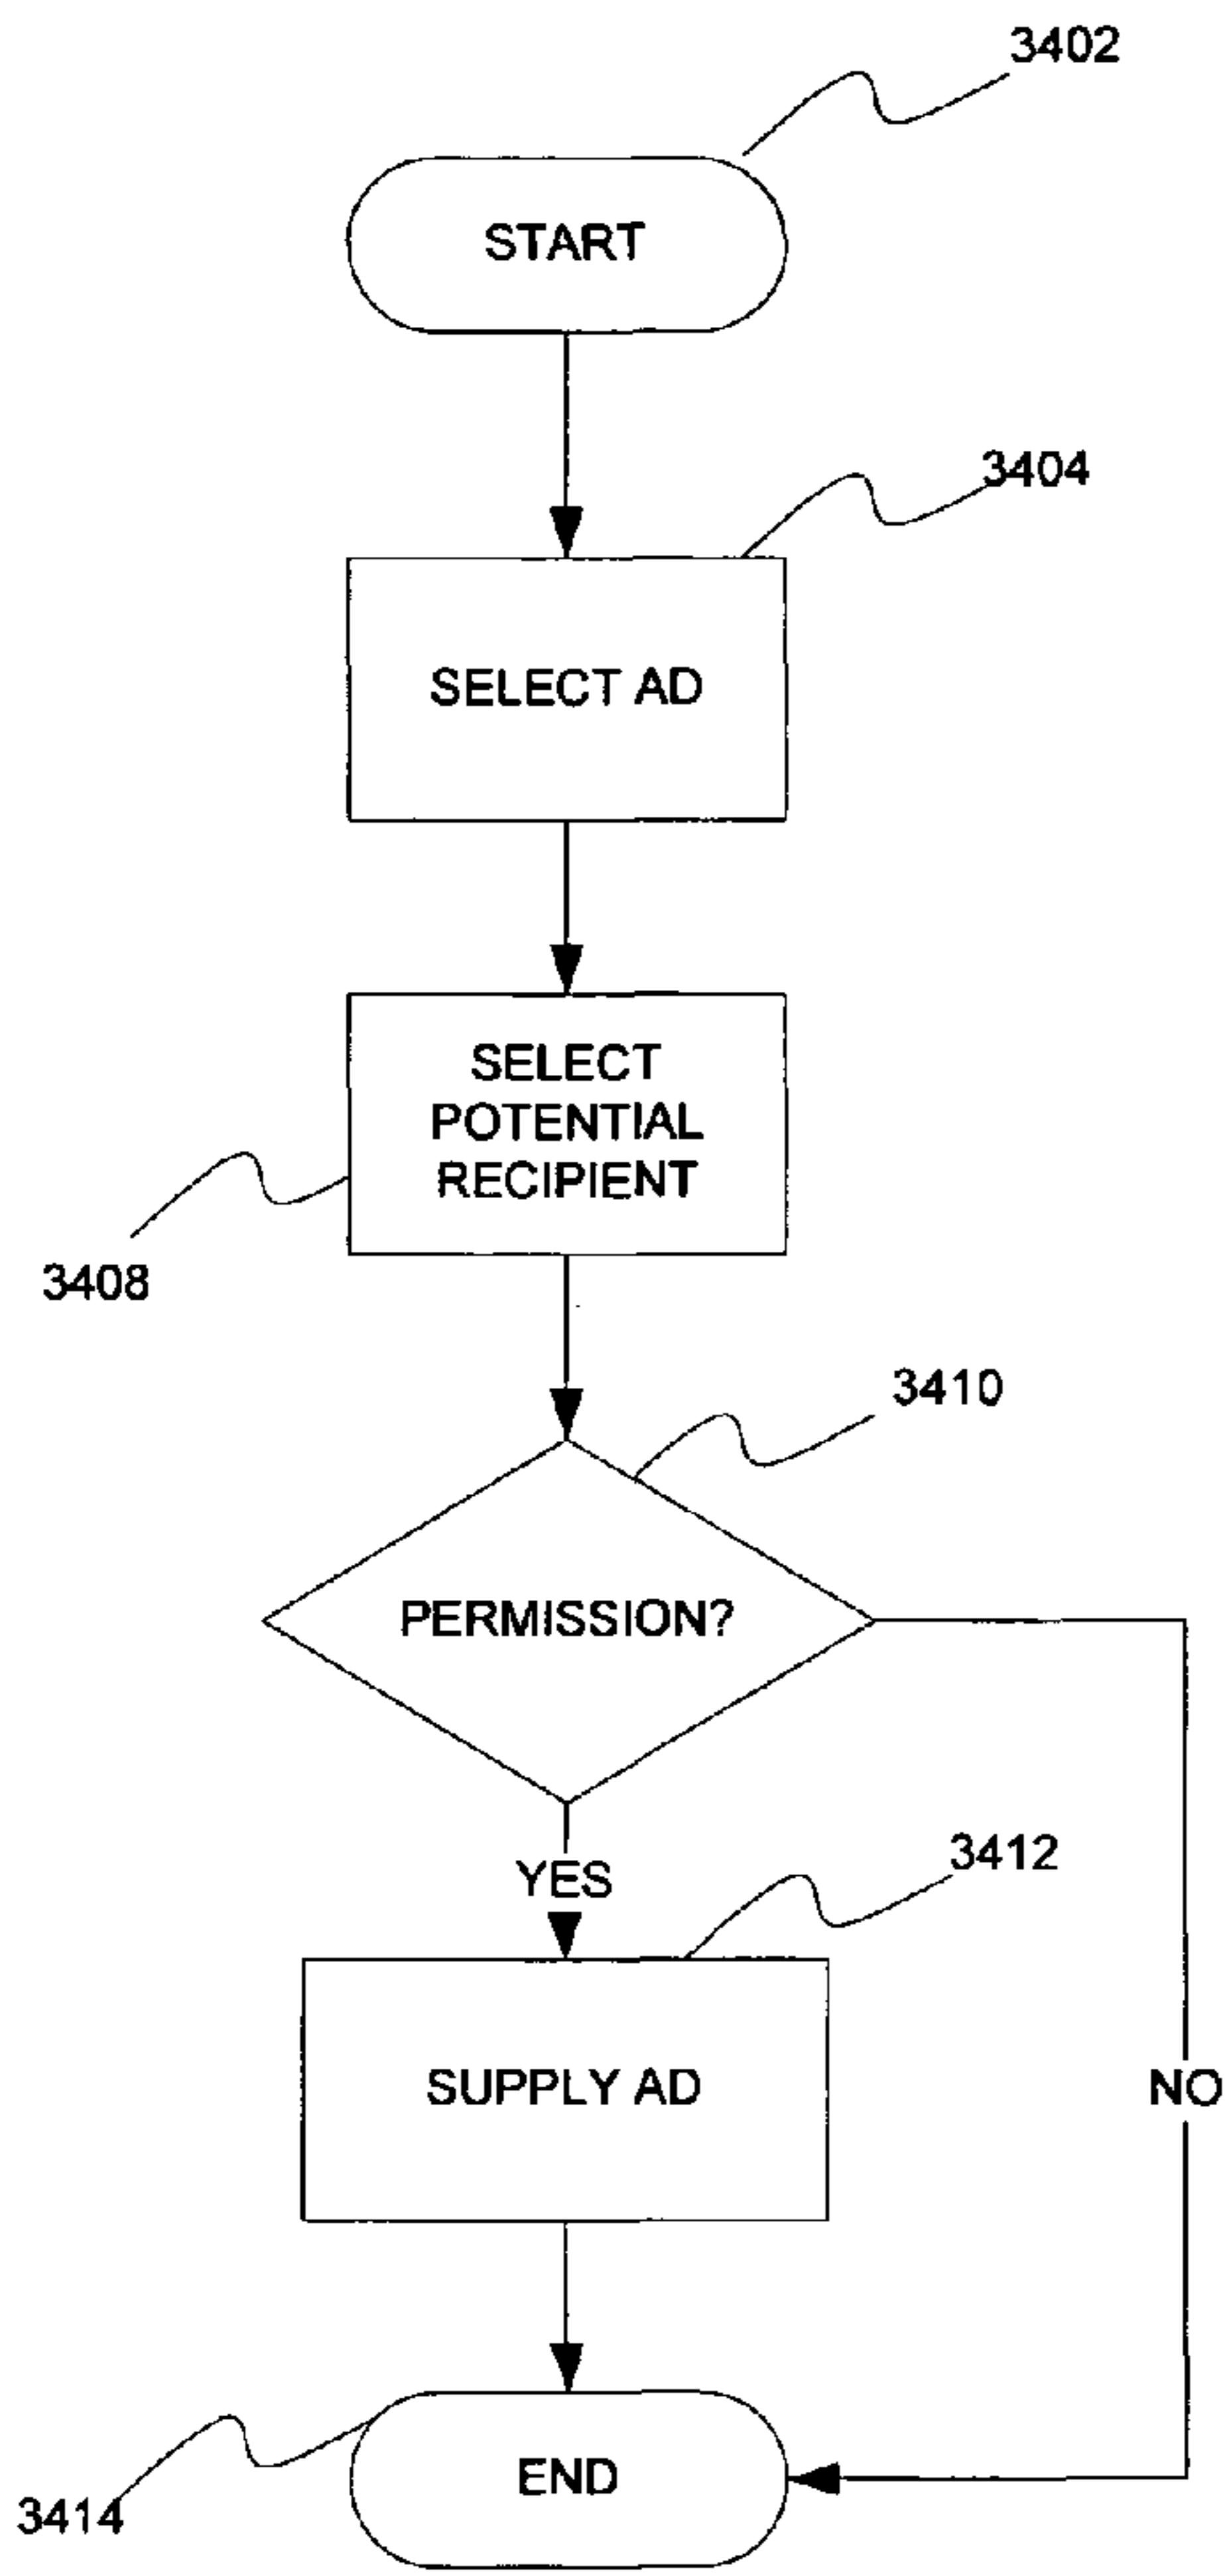 3402
START
3404
SELECT AD
SELECT
POTENTIAL
RECIPIENT
3408
3410
PERMISSION?
YES
3412
SUPPLY AD
NO
END
3414